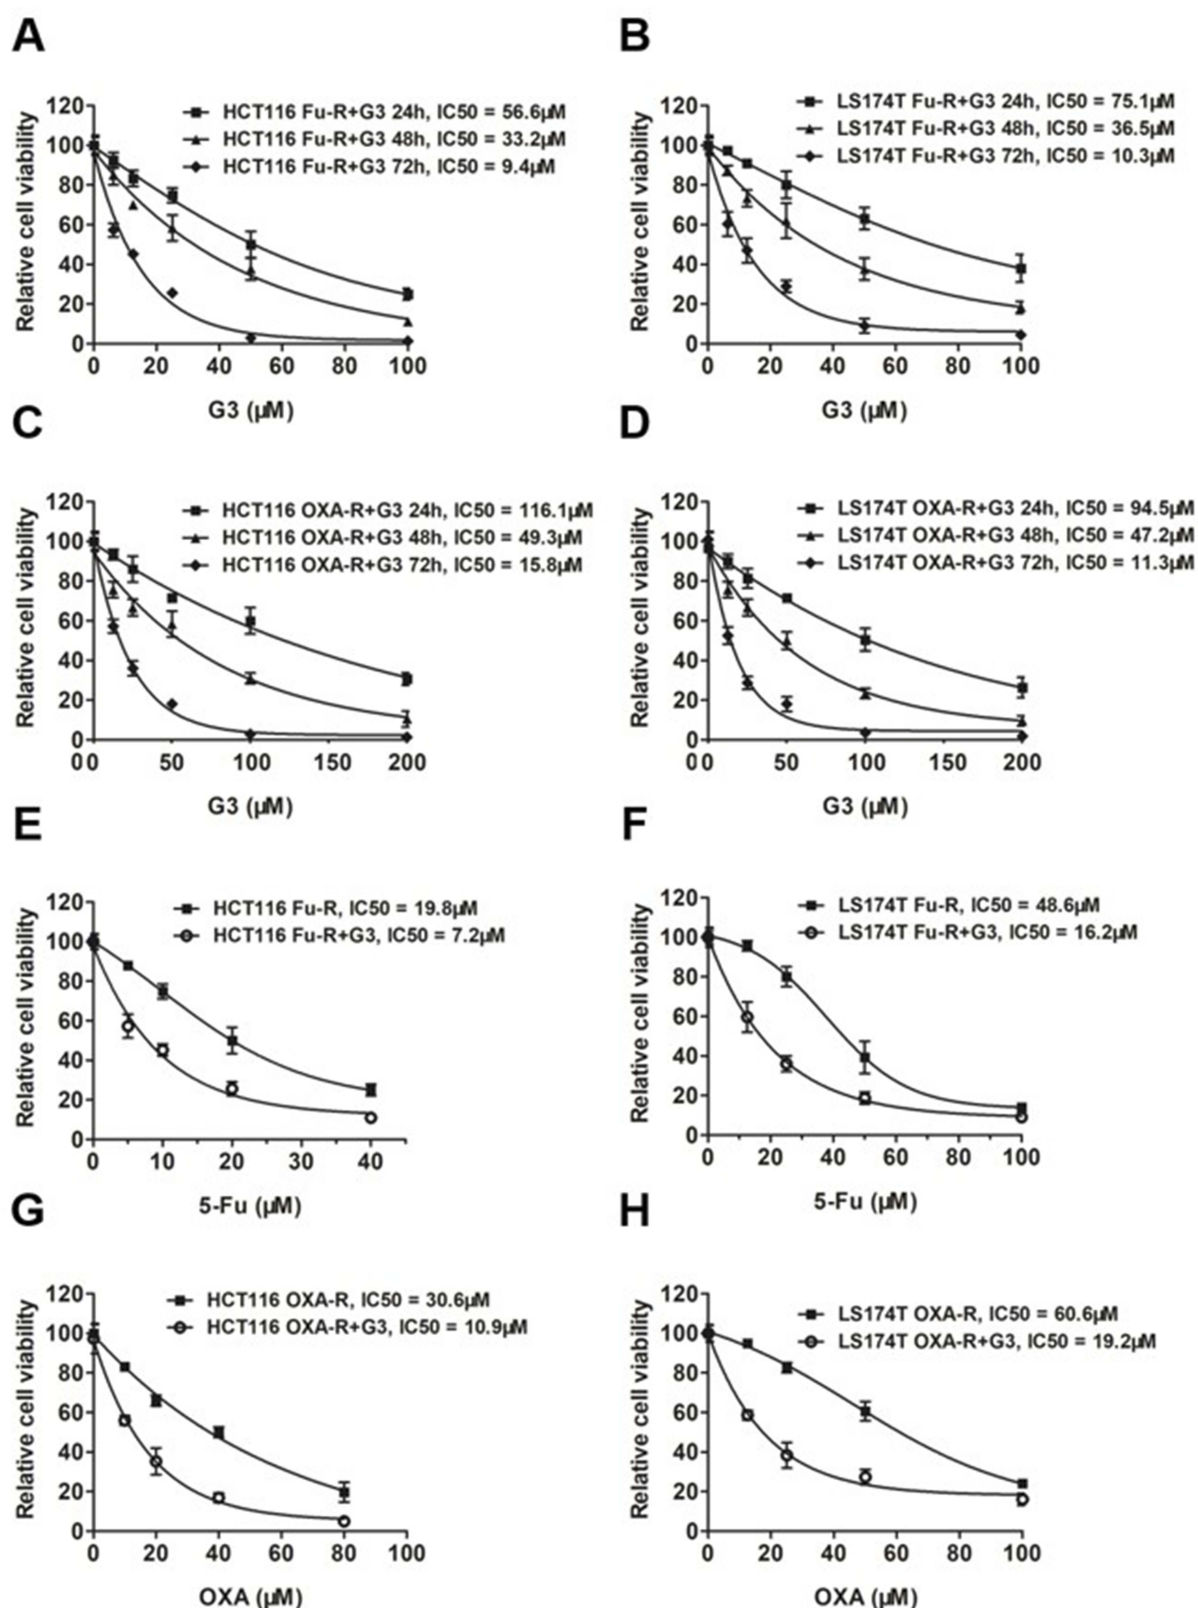 A
Relative cell viability
120
100
80
60
40
20
0
HCT116 Fu-R+G3 24h, IC50 = 56.6µM
HCT116 Fu-R+G3 48h, IC50 = 33.2µM
HCT116 Fu-R+G3 72h, IC50 = 9.4µM
0 20 40 60 80 100
G3 (µM)
B
Relative cell viability
120
100
80
60
40
20
0
LS174T Fu-R+G3 24h, IC50 = 75.1µM
LS174T Fu-R+G3 48h, IC50 = 36.5µM
LS174T Fu-R+G3 72h, IC50 = 10.3µM
0 20 40 60 80 100
G3 (µM)
C
Relative cell viability
120
100
80
60
40
20
0
HCT116 OXA-R+G3 24h, IC50 = 116.1µM
HCT116 OXA-R+G3 48h, IC50 = 49.3µM
HCT116 OXA-R+G3 72h, IC50 = 15.8µM
00 50 100 150 200
G3 (µM)
D
Relative cell viability
120
100
80
60
40
20
0
LS174T OXA-R+G3 24h, IC50 = 94.5µM
LS174T OXA-R+G3 48h, IC50 = 47.2µM
LS174T OXA-R+G3 72h, IC50 = 11.3µM
00 50 100 150 200
G3 (µM)
E
Relative cell viability
120
100
80
60
40
20
0
HCT116 Fu-R, IC50 = 19.8µM
HCT116 Fu-R+G3, IC50 = 7.2µM
0 10 20 30 40
5-Fu (µM)
F
Relative cell viability
120
100
80
60
40
20
0
LS174T Fu-R, IC50 = 48.6µM
LS174T Fu-R+G3, IC50 = 16.2µM
0 20 40 60 80 100
5-Fu (µM)
G
Relative cell viability
120
100
80
60
40
20
0
HCT116 OXA-R, IC50 = 30.6µM
HCT116 OXA-R+G3, IC50 = 10.9µM
0 20 40 60 80 100
OXA (µM)
H
Relative cell viability
120
100
80
60
40
20
0
LS174T OXA-R, IC50 = 60.6µM
LS174T OXA-R+G3, IC50 = 19.2µM
0 20 40 60 80 100
OXA (µM)